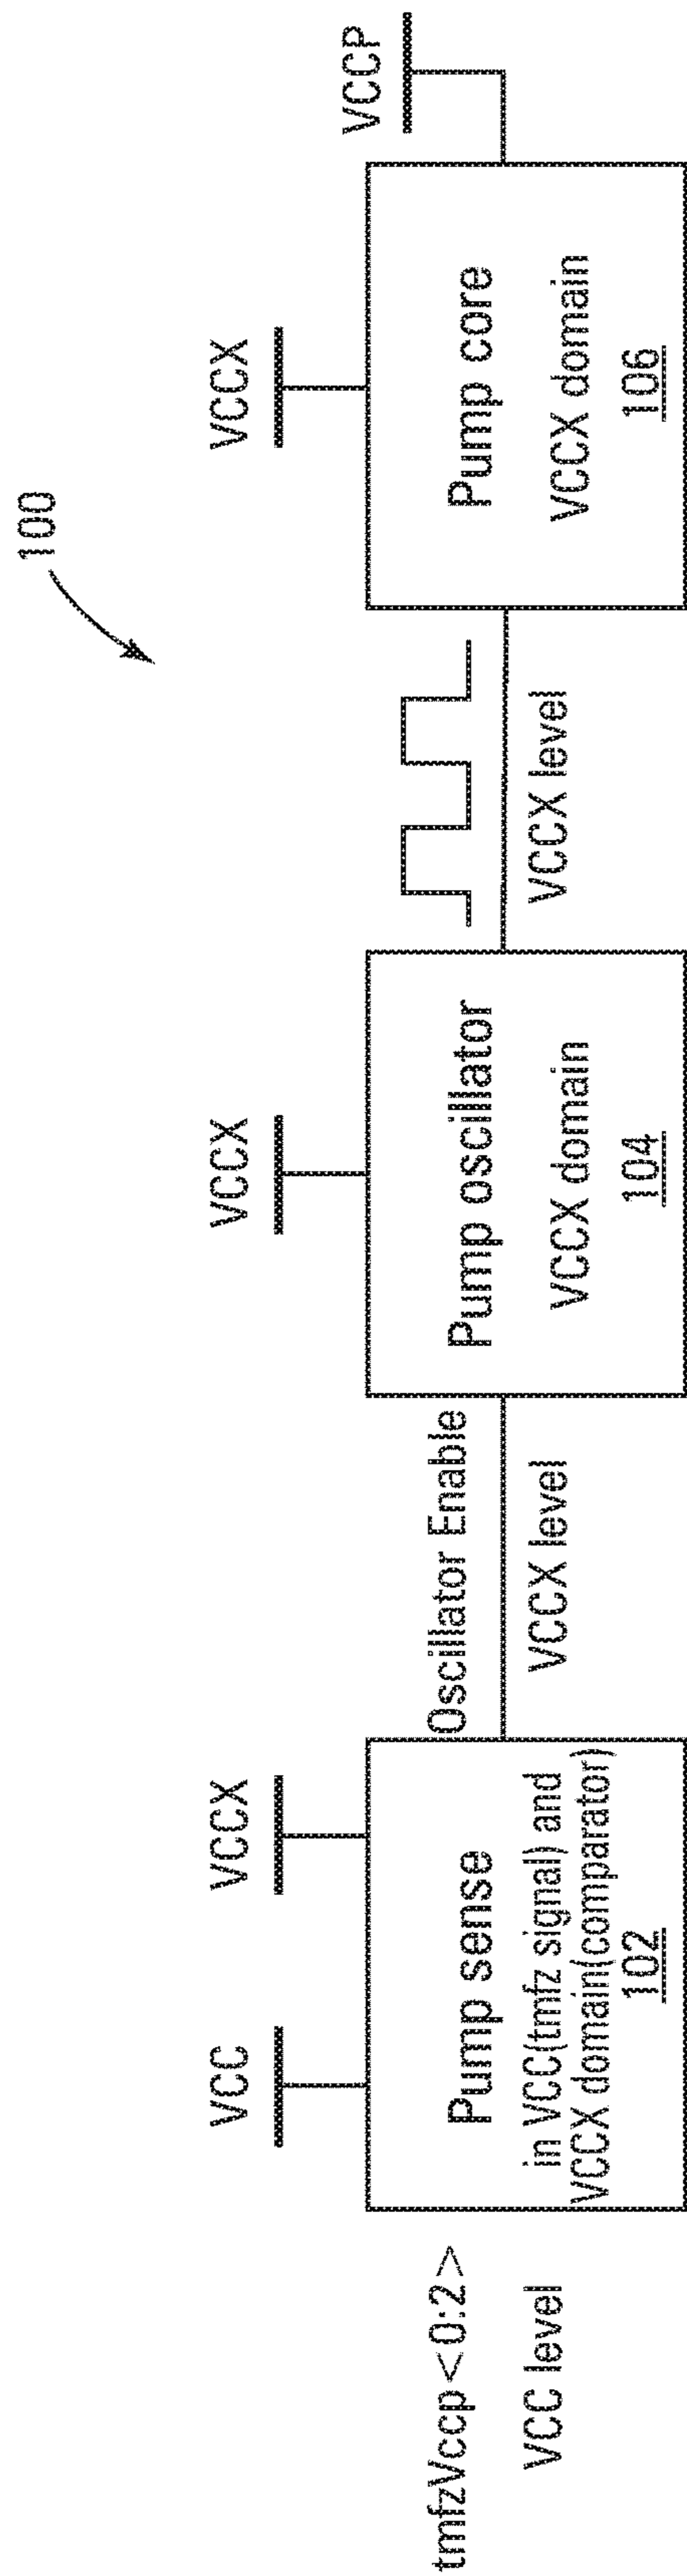 100
VCC
VCCX
VCCX
VCCX
VCCP
tmfzVccp<0:2>
VCC level
Pump sense
in VCC(tmfz signal) and
VCCX domain(comparator)
102
Oscillator Enable
VCCX level
Pump oscillator
VCCX domain
104
VCCX level
Pump core
VCCX domain
106